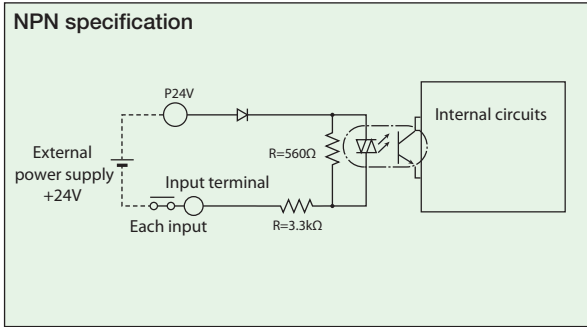 NPN specification
P24V
Internal circuits
External
power supply
+24V
R=560Ω
Input terminal
Each input
R=3.3kΩ